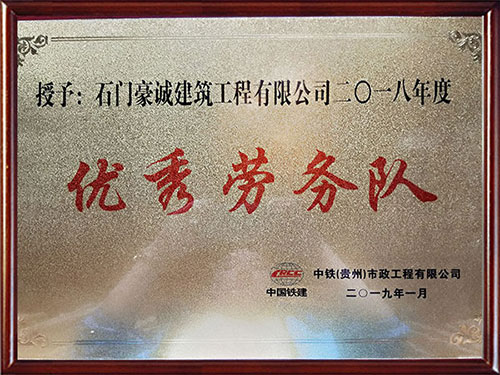 授予：石门豪诚建筑工程有限公司二〇一八年度
优秀劳务队
CRCC
中国铁建
中铁(贵州)市政工程有限公司
二〇一九年一月